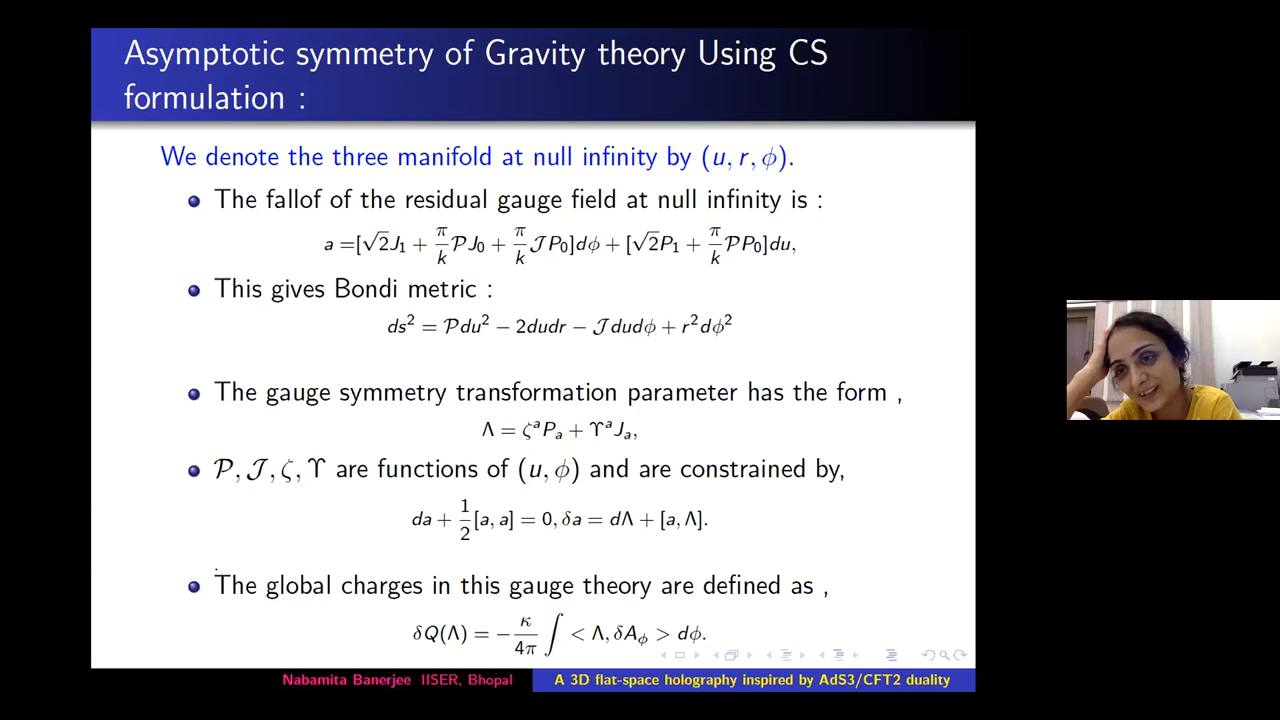 Asymptotic symmetry of Gravity theory Using CS
formulation :
We denote the three manifold at null infinity by (u, r, ϕ).
The fallof of the residual gauge field at null infinity is :
a =[√2J₁ + π/k 𝒫J₀ + π/k 𝒥P₀]dϕ + [√2P₁ + π/k 𝒫P₀]du,
This gives Bondi metric :
ds² = 𝒫du² − 2dudr − 𝒥dudϕ + r²dϕ²
The gauge symmetry transformation parameter has the form ,
Λ = ζᵃPₐ + ϒᵃJₐ,
𝒫, 𝒥, ζ, ϒ are functions of (u, ϕ) and are constrained by,
da + 1/2 [a, a] = 0, δa = dΛ + [a, Λ].
The global charges in this gauge theory are defined as ,
δQ(Λ) = − κ/4π ∫ < Λ, δA_ϕ > dϕ.
Nabamita Banerjee IISER, Bhopal A 3D flat-space holography inspired by AdS3/CFT2 duality